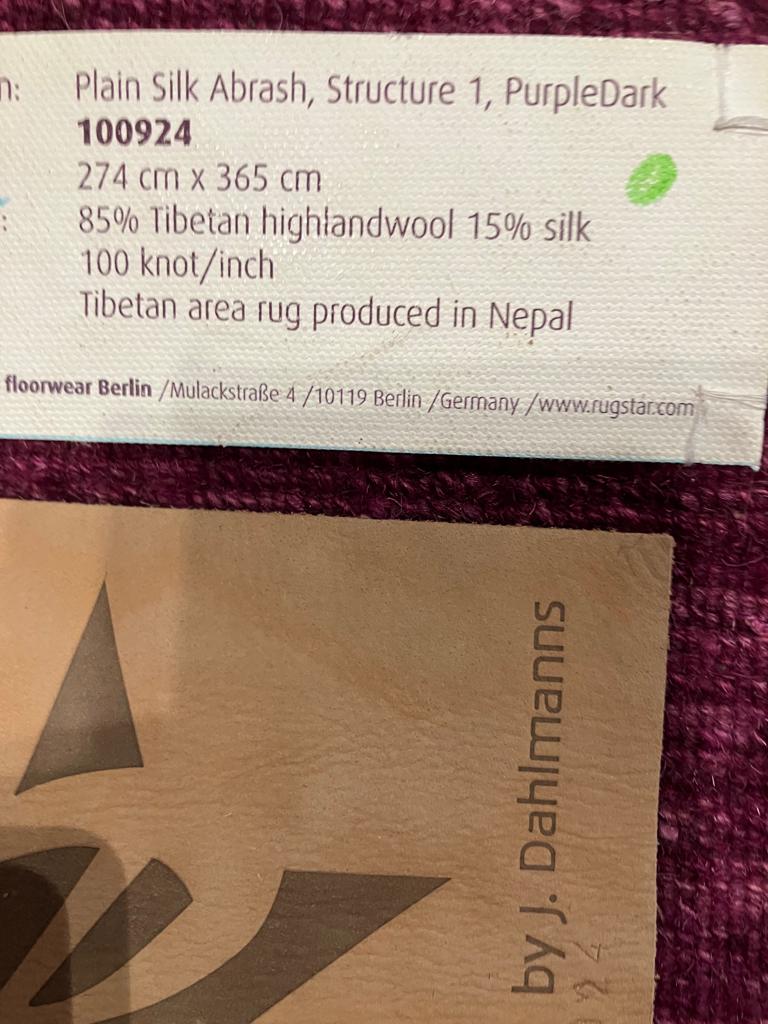 n: Plain Silk Abrash, Structure 1, PurpleDark
100924
274 cm x 365 cm
: 85% Tibetan highlandwool 15% silk
100 knot/inch
Tibetan area rug produced in Nepal
floorwear Berlin /Mulackstraße 4 /10119 Berlin /Germany /www.rugstar.com
by J. Dahlmanns